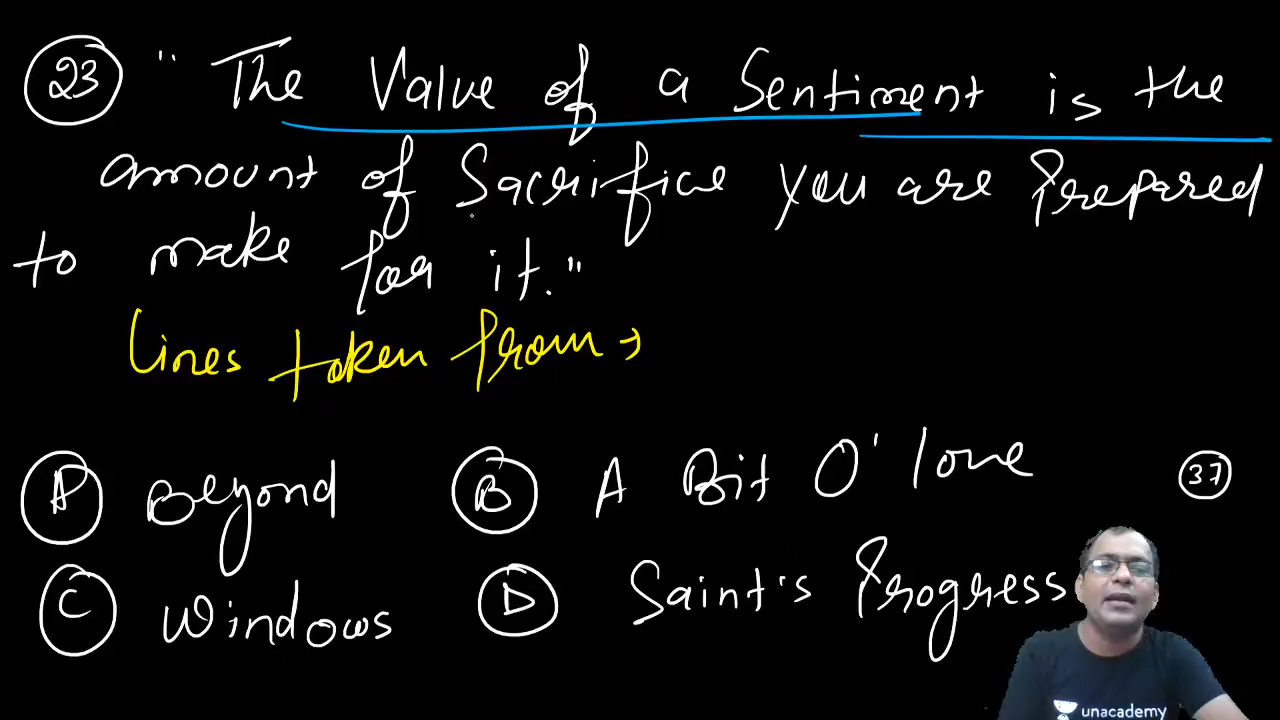 23 " The Value of a Sentiment is the
amount of Sacrifice you are Prepared
to make for it."
lines taken from →
A Beyond B A Bit O' love 37
C Windows D Saint's Progress
unacademy